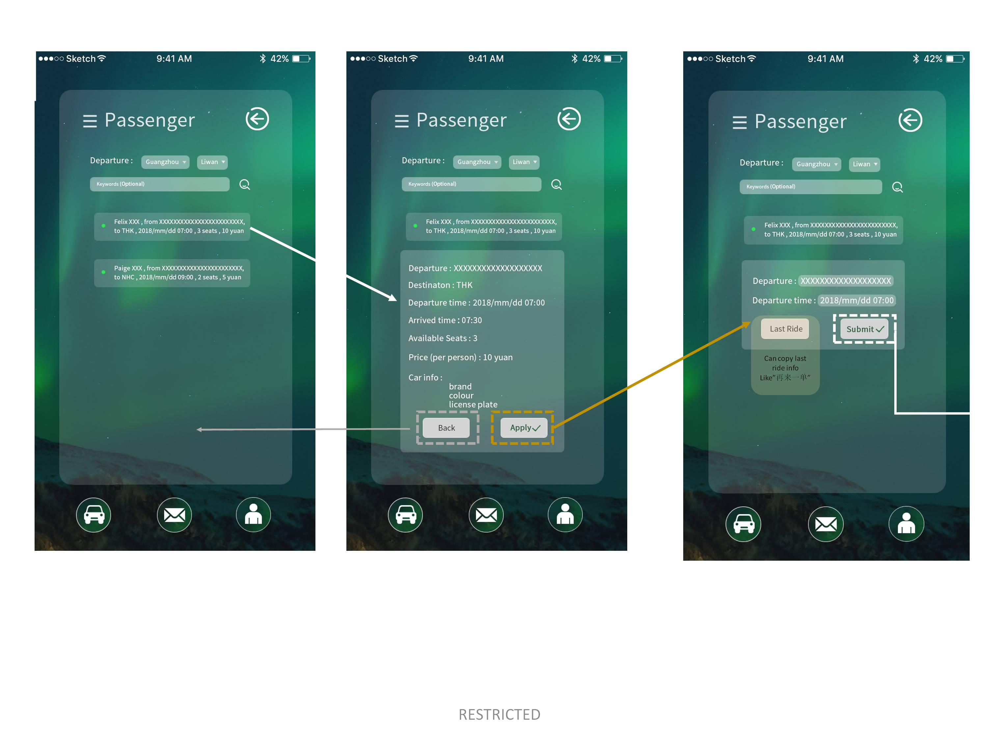 Sketch 9:41 AM 42%
Passenger
Departure : Guangzhou Liwan
Keywords (Optional)
Felix XXX , from XXXXXXXXXXXXXXXXXXXXXXXX,
to THK , 2018/mm/dd 07:00 , 3 seats , 10 yuan
Paige XXX , from XXXXXXXXXXXXXXXXXXXXXXX,
to NHC , 2018/mm/dd 09:00 , 2 seats , 5 yuan
Sketch 9:41 AM 42%
Passenger
Departure : Guangzhou Liwan
Keywords (Optional)
Felix XXX , from XXXXXXXXXXXXXXXXXXXXXXXX,
to THK , 2018/mm/dd 07:00 , 3 seats , 10 yuan
Departure : XXXXXXXXXXXXXXXXXXX
Destinaton : THK
Departure time : 2018/mm/dd 07:00
Arrived time : 07:30
Available Seats : 3
Price (per person) : 10 yuan
Car info :
brand
colour
license plate
Back Apply
Sketch 9:41 AM 42%
Passenger
Departure : Guangzhou Liwan
Keywords (Optional)
Felix XXX , from XXXXXXXXXXXXXXXXXXXXXXXX,
to THK , 2018/mm/dd 07:00 , 3 seats , 10 yuan
Departure : XXXXXXXXXXXXXXXXXXX
Departure time : 2018/mm/dd 07:00
Last Ride Submit
Can copy last
ride info
Like”再来一单”
RESTRICTED